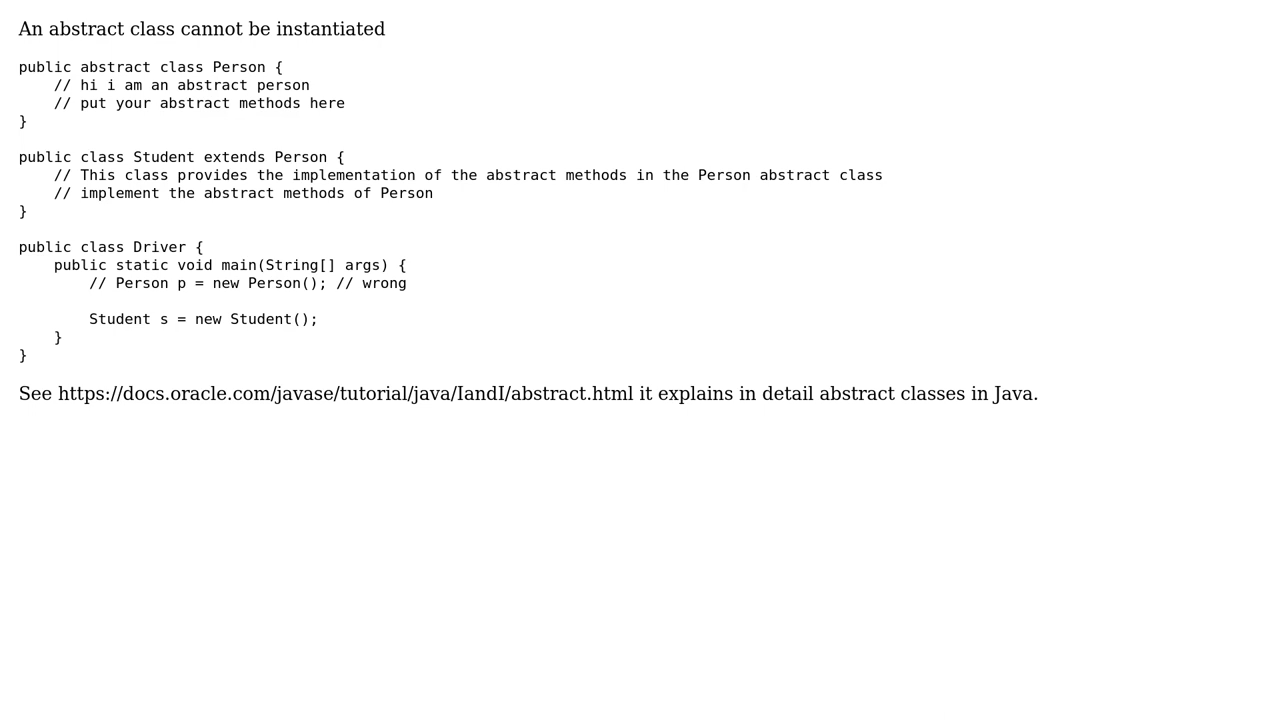 An abstract class cannot be instantiated
public abstract class Person {
    // hi i am an abstract person
    // put your abstract methods here
}
public class Student extends Person {
    // This class provides the implementation of the abstract methods in the Person abstract class
    // implement the abstract methods of Person
}
public class Driver {
    public static void main(String[] args) {
        // Person p = new Person(); // wrong
        Student s = new Student();
    }
}
See https://docs.oracle.com/javase/tutorial/java/IandI/abstract.html it explains in detail abstract classes in Java.